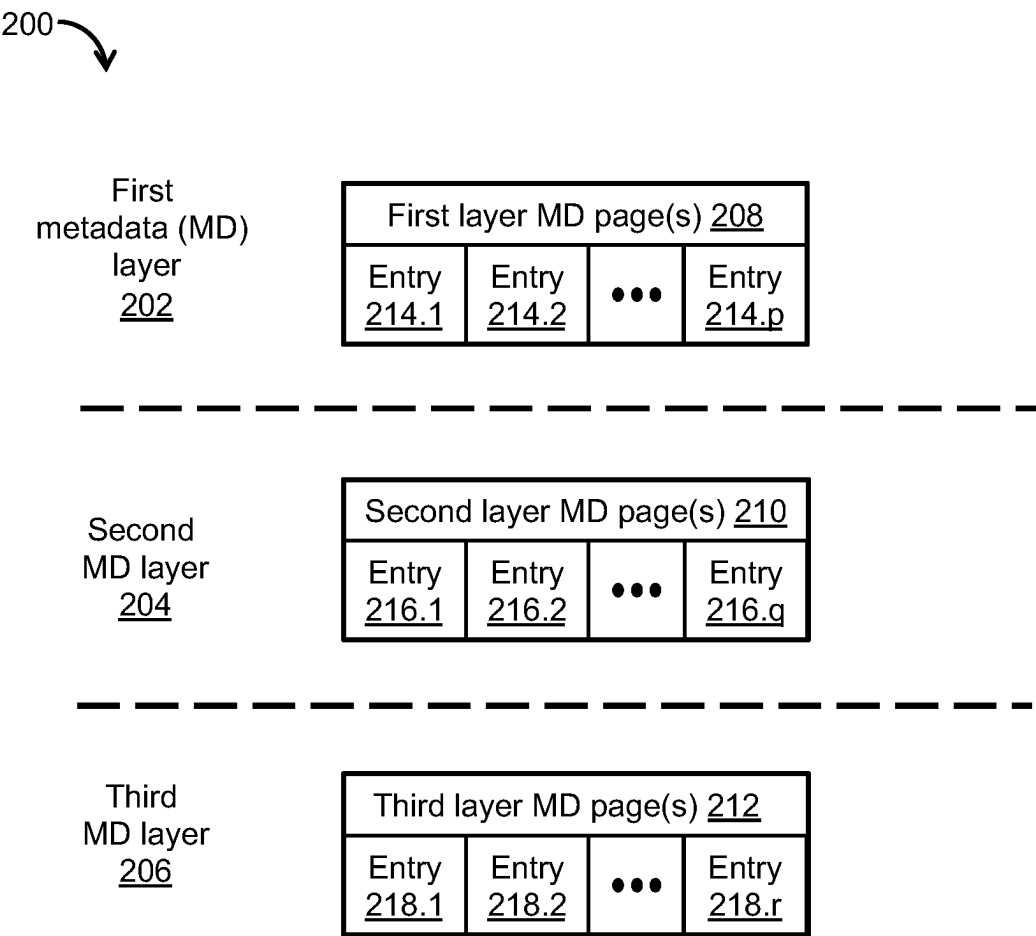 200
First
metadata (MD)
layer
202
First layer MD page(s) 208
Entry Entry ••• Entry
214.1 214.2 214.p
Second
MD layer
204
Second layer MD page(s) 210
Entry Entry ••• Entry
216.1 216.2 216.q
Third
MD layer
206
Third layer MD page(s) 212
Entry Entry ••• Entry
218.1 218.2 218.r